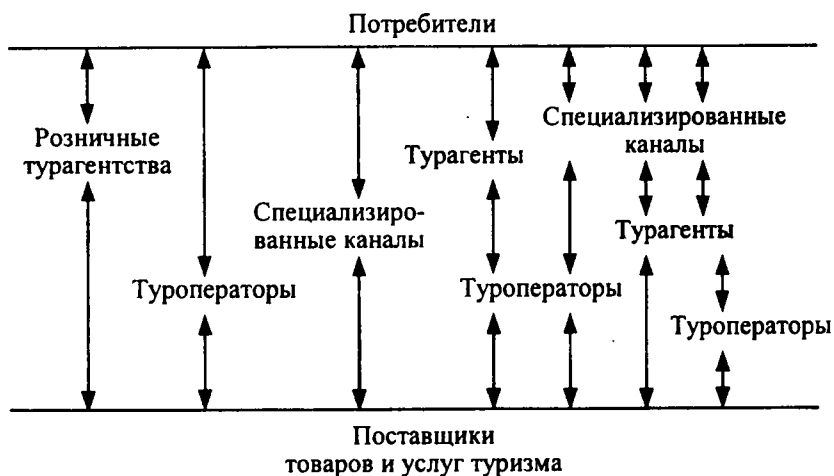 Потребители
Розничные
турагентства
Туроператоры
Специализиро-
ванные каналы
Турагенты
Туроператоры
Специализированные
каналы
Турагенты
Туроператоры
Поставщики
товаров и услуг туризма